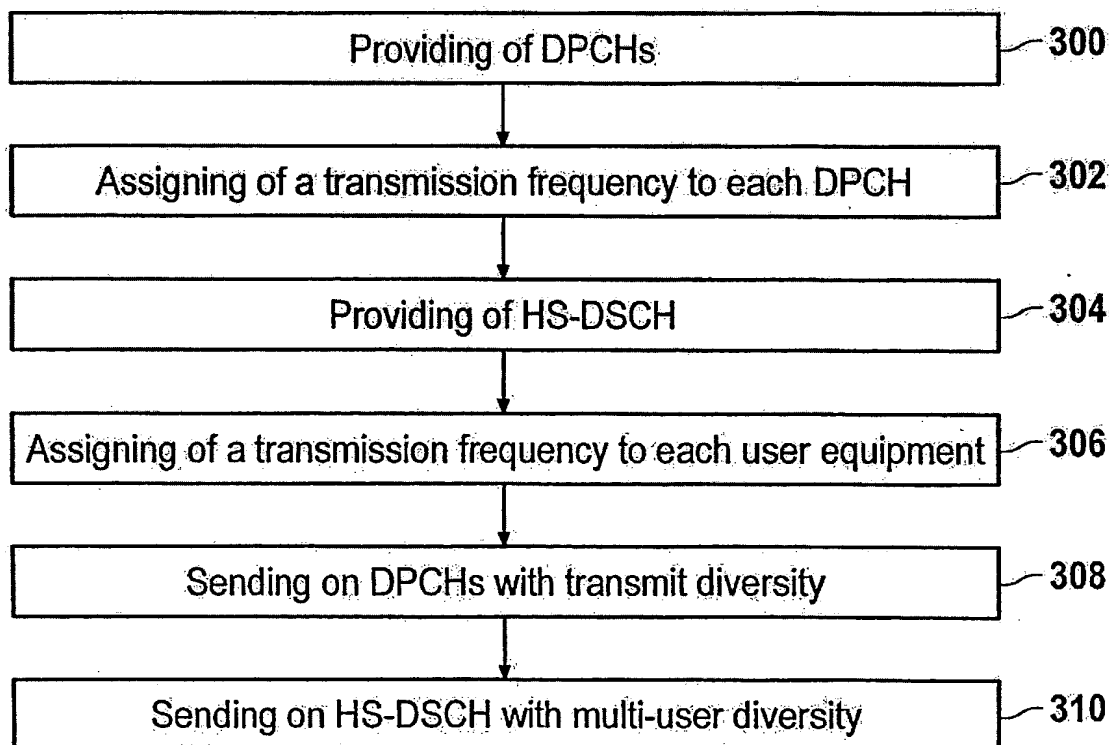 Providing of DPCHs 300
Assigning of a transmission frequency to each DPCH 302
Providing of HS-DSCH 304
Assigning of a transmission frequency to each user equipment 306
Sending on DPCHs with transmit diversity 308
Sending on HS-DSCH with multi-user diversity 310